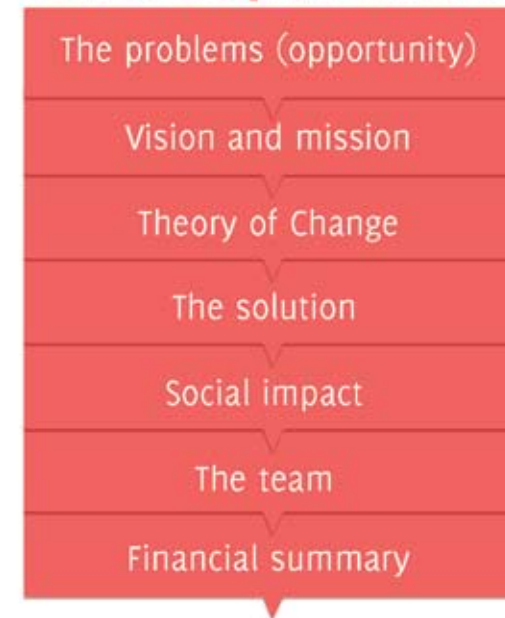 The problems (opportunity)
Vision and mission
Theory of Change
The solution
Social impact
The team
Financial summary